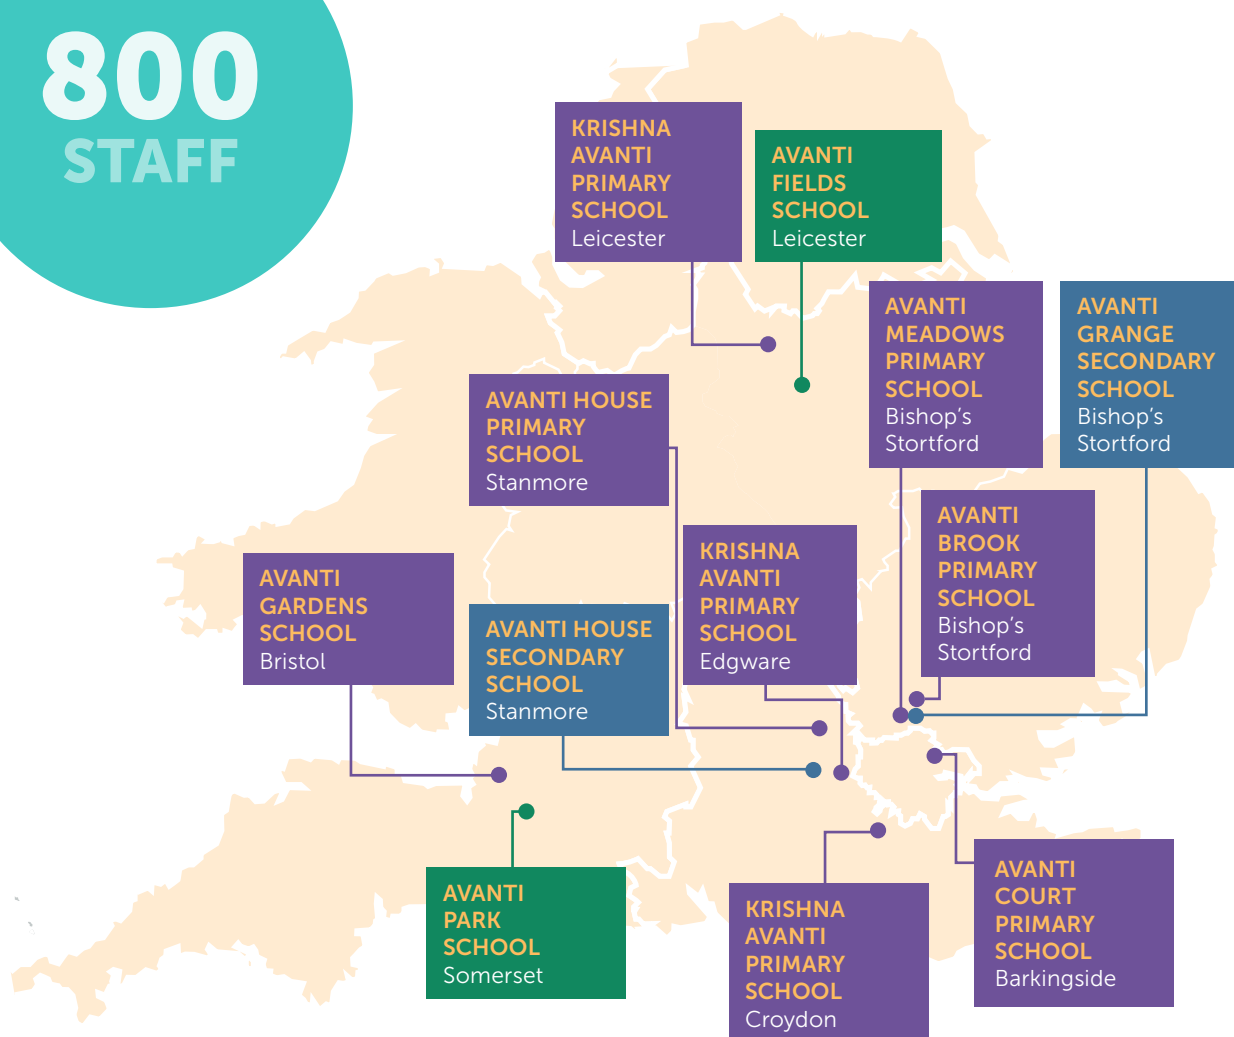 800
STAFF
KRISHNA
AVANTI
PRIMARY
SCHOOL
Leicester
AVANTI
FIELDS
SCHOOL
Leicester
AVANTI
MEADOWS
PRIMARY
SCHOOL
Bishop's
Stortford
AVANTI
GRANGE
SECONDARY
SCHOOL
Bishop's
Stortford
AVANTI HOUSE
PRIMARY
SCHOOL
Stanmore
AVANTI
BROOK
PRIMARY
SCHOOL
Bishop's
Stortford
KRISHNA
AVANTI
PRIMARY
SCHOOL
Edgware
AVANTI
GARDENS
SCHOOL
Bristol
AVANTI HOUSE
SECONDARY
SCHOOL
Stanmore
AVANTI
PARK
SCHOOL
Somerset
KRISHNA
AVANTI
PRIMARY
SCHOOL
Croydon
AVANTI
COURT
PRIMARY
SCHOOL
Barkingside